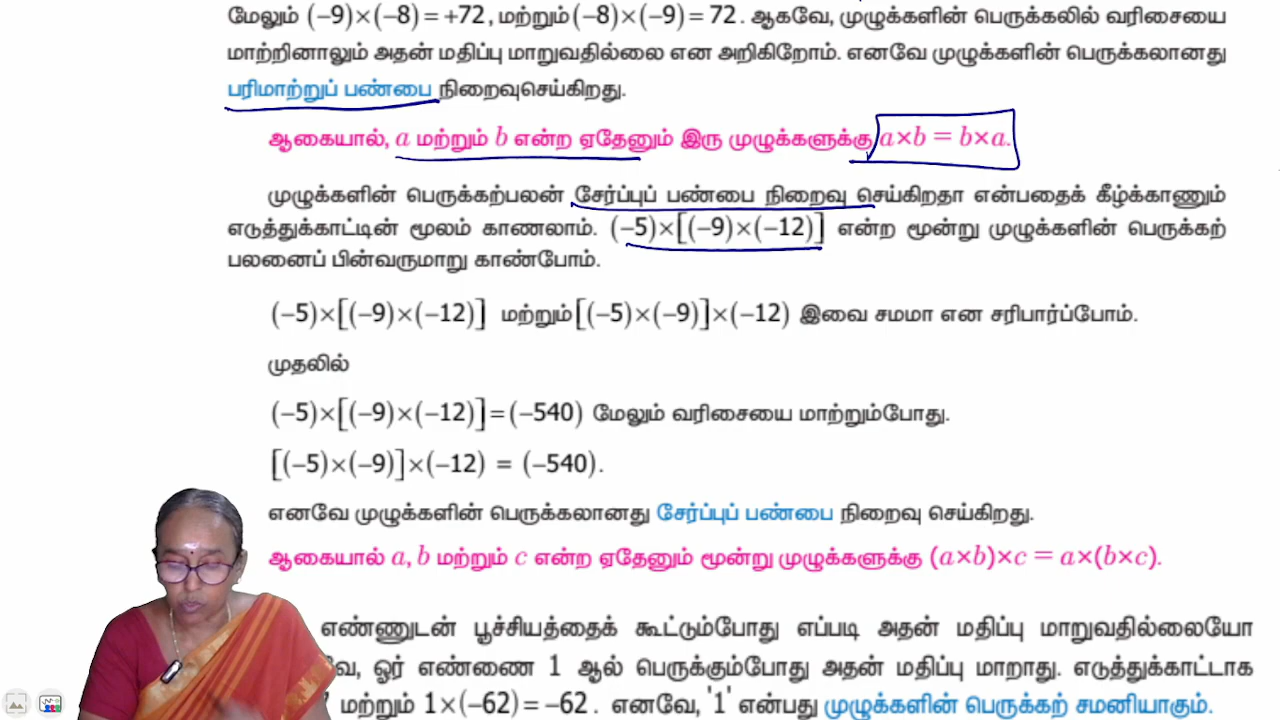 மேலும் (−9)×(−8) = +72, மற்றும் (−8)×(−9) = 72. ஆகவே, முழுக்களின் பெருக்கலில் வரிசையை
மாற்றினாலும் அதன் மதிப்பு மாறுவதில்லை என அறிகிறோம். எனவே முழுக்களின் பெருக்கலானது
பரிமாற்றுப் பண்பை நிறைவுசெய்கிறது.
ஆகையால், a மற்றும் b என்ற ஏதேனும் இரு முழுக்களுக்கு a×b = b×a.
முழுக்களின் பெருக்கற்பலன் சேர்ப்புப் பண்பை நிறைவு செய்கிறதா என்பதைக் கீழ்க்காணும்
எடுத்துக்காட்டின் மூலம் காணலாம். (−5)×[(−9)×(−12)] என்ற மூன்று முழுக்களின் பெருக்கற்
பலனைப் பின்வருமாறு காண்போம்.
(−5)×[(−9)×(−12)] மற்றும் [(−5)×(−9)]×(−12) இவை சமமா என சரிபார்ப்போம்.
முதலில்
(−5)×[(−9)×(−12)] = (−540) மேலும் வரிசையை மாற்றும்போது.
[(−5)×(−9)]×(−12) = (−540).
எனவே முழுக்களின் பெருக்கலானது சேர்ப்புப் பண்பை நிறைவு செய்கிறது.
ஆகையால் a, b மற்றும் c என்ற ஏதேனும் மூன்று முழுக்களுக்கு (a×b)×c = a×(b×c).
எண்ணுடன் பூச்சியத்தைக் கூட்டும்போது எப்படி அதன் மதிப்பு மாறுவதில்லையோ
ஓர் எண்ணை 1 ஆல் பெருக்கும்போது அதன் மதிப்பு மாறாது. எடுத்துக்காட்டாக
மற்றும் 1×(−62) = −62. எனவே, '1' என்பது முழுக்களின் பெருக்கற் சமனியாகும்.